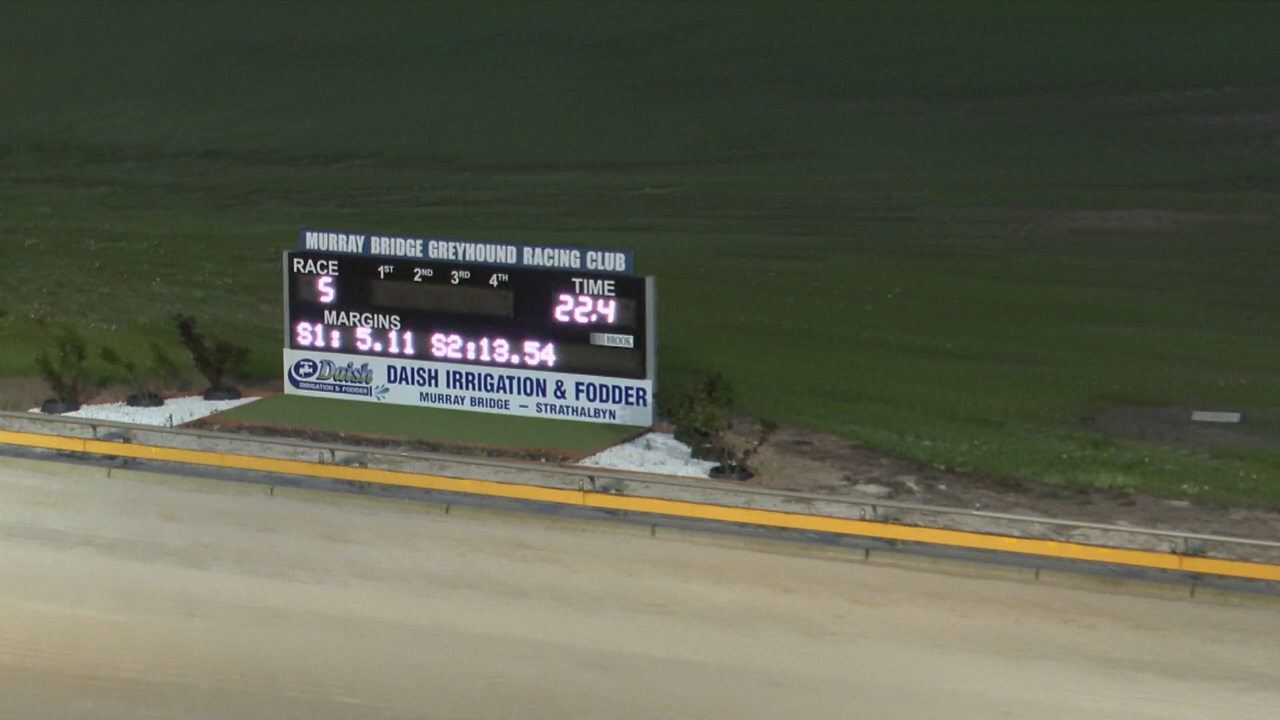 MURRAY BRIDGE GREYHOUND RACING CLUB
RACE 1ST 2ND 3RD 4TH TIME
5 22.4
MARGINS
S1: 5.11 S2:13.54
BROOK
Daish
IRRIGATION & FODDER
DAISH IRRIGATION & FODDER
MURRAY BRIDGE – STRATHALBYN